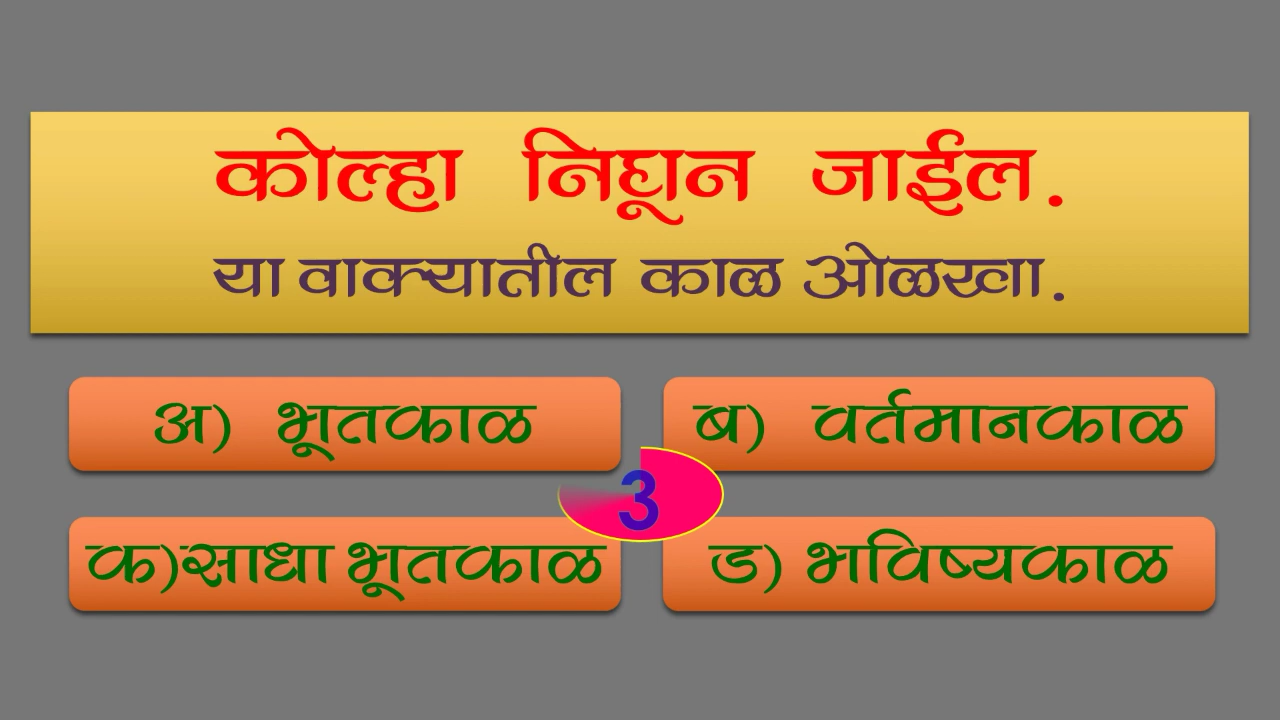 कोल्हा निघून जाईल.
या वाक्यातील काळ ओळखा.
अ) भूतकाळ
ब) वर्तमानकाळ
3
क)साधा भूतकाळ
ड) भविष्यकाळ